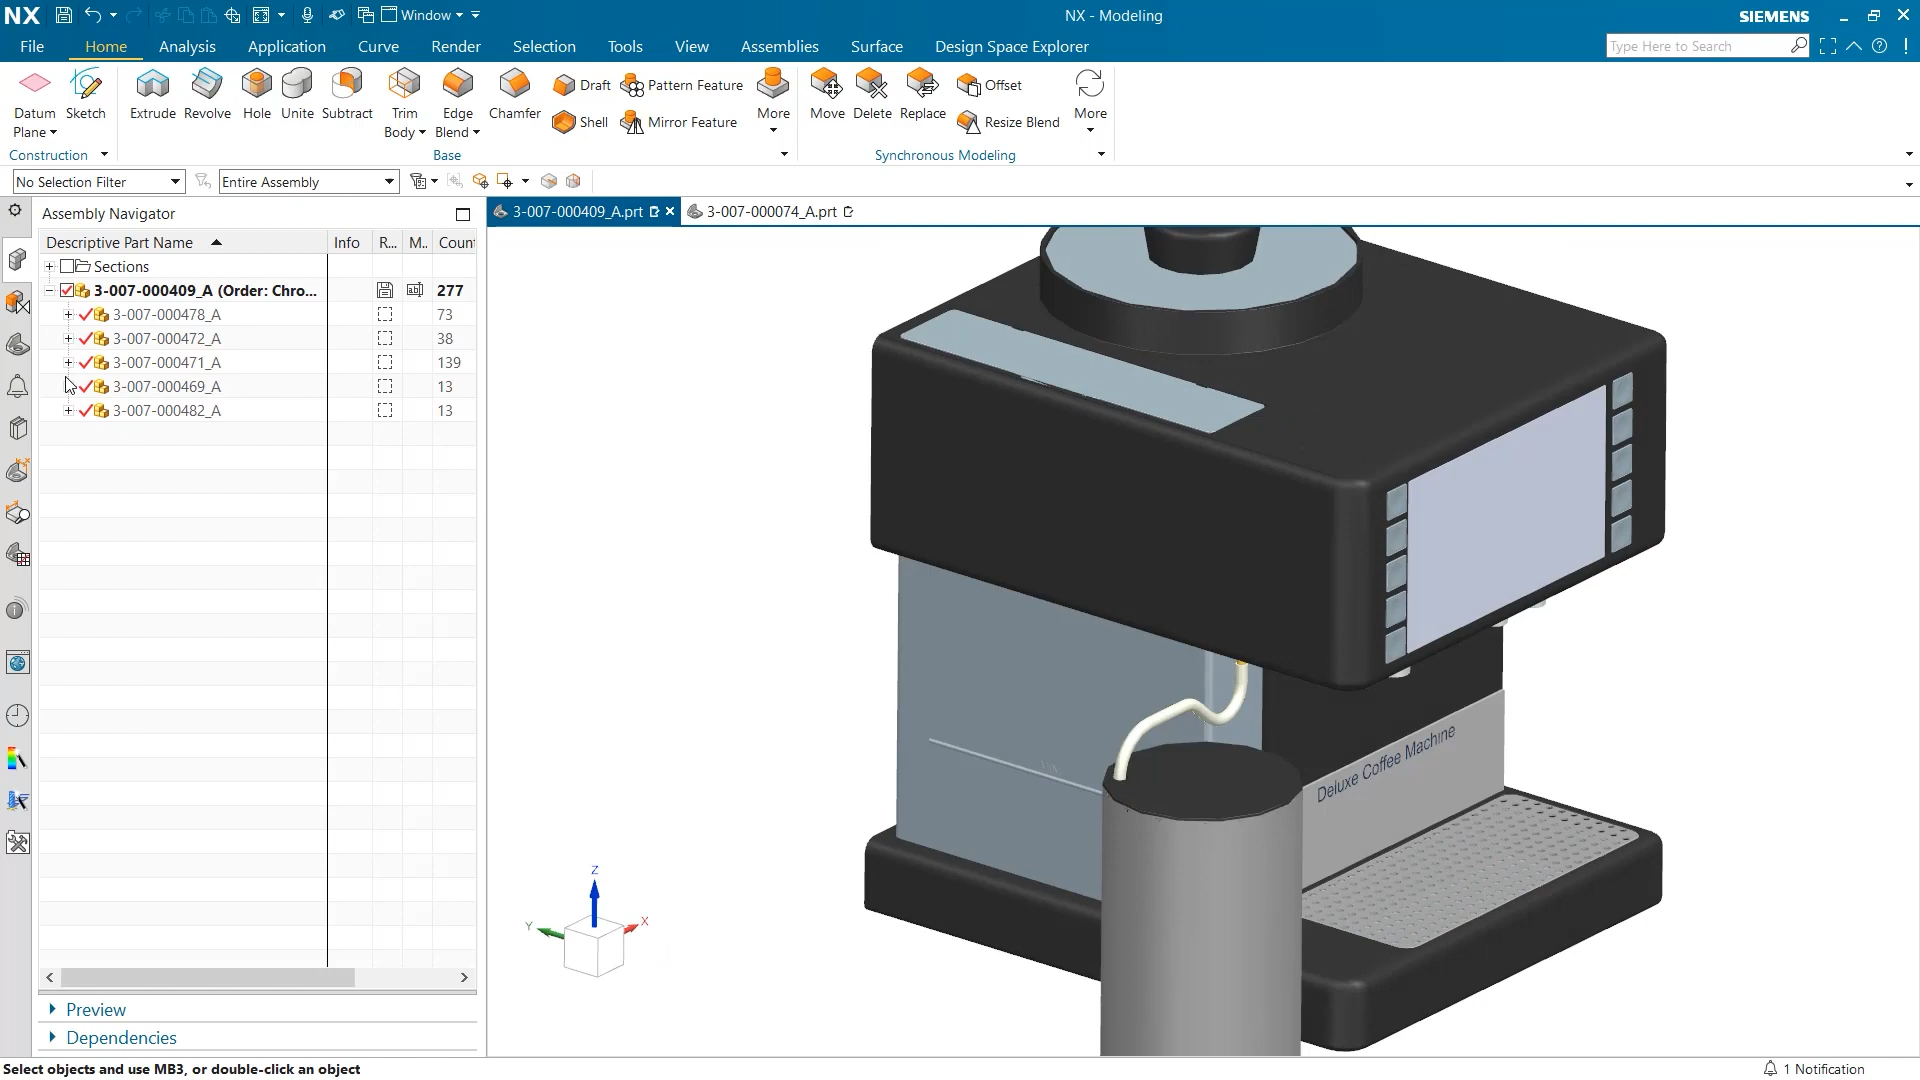 NX Window NX - Modeling SIEMENS
File Home Analysis Application Curve Render Selection Tools View Assemblies Surface Design Space Explorer Type Here to Search
Datum Plane Sketch Extrude Revolve Hole Unite Subtract Trim Body Edge Blend Chamfer Draft Pattern Feature More Move Delete Replace Offset More
Shell Mirror Feature Resize Blend
Construction Base Synchronous Modeling
No Selection Filter Entire Assembly
Assembly Navigator 3-007-000409_A.prt 3-007-000074_A.prt
Descriptive Part Name Info R... M.. Coun
Sections
3-007-000409_A (Order: Chro... 277
3-007-000478_A 73
3-007-000472_A 38
3-007-000471_A 139
3-007-000469_A 13
3-007-000482_A 13
Deluxe Coffee Machine
Z
Y
X
Preview
Dependencies
Select objects and use MB3, or double-click an object 1 Notification